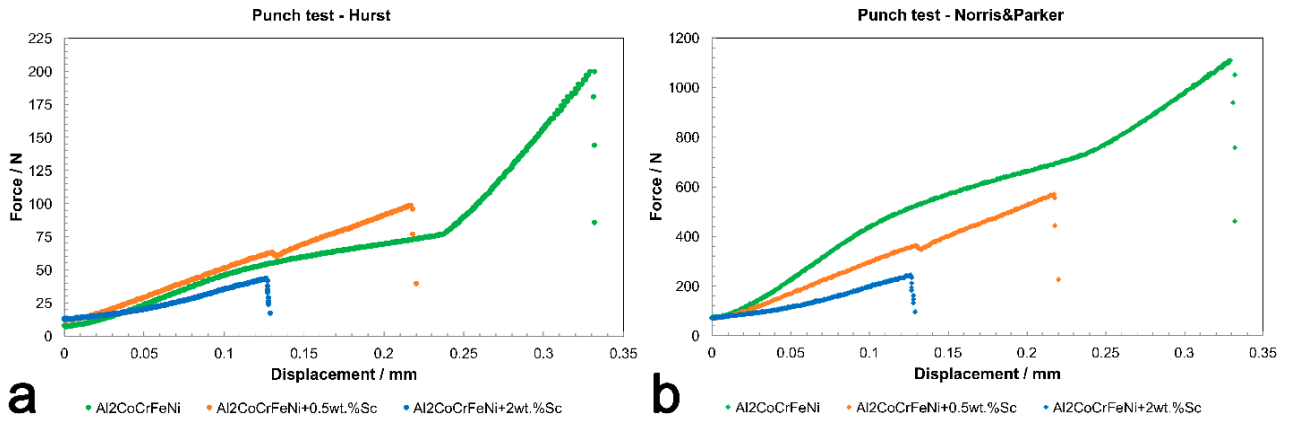 Punch test - Hurst
225
200
175
150
125
100
75
50
25
0
Force / N
0 0.05 0.1 0.15 0.2 0.25 0.3 0.35
Displacement / mm
a
Al2CoCrFeNi Al2CoCrFeNi+0.5wt.%Sc Al2CoCrFeNi+2wt.%Sc
Punch test - Norris&Parker
1200
1000
800
600
400
200
0
Force / N
0 0.05 0.1 0.15 0.2 0.25 0.3 0.35
Displacement / mm
b
Al2CoCrFeNi Al2CoCrFeNi+0.5wt.%Sc Al2CoCrFeNi+2wt.%Sc